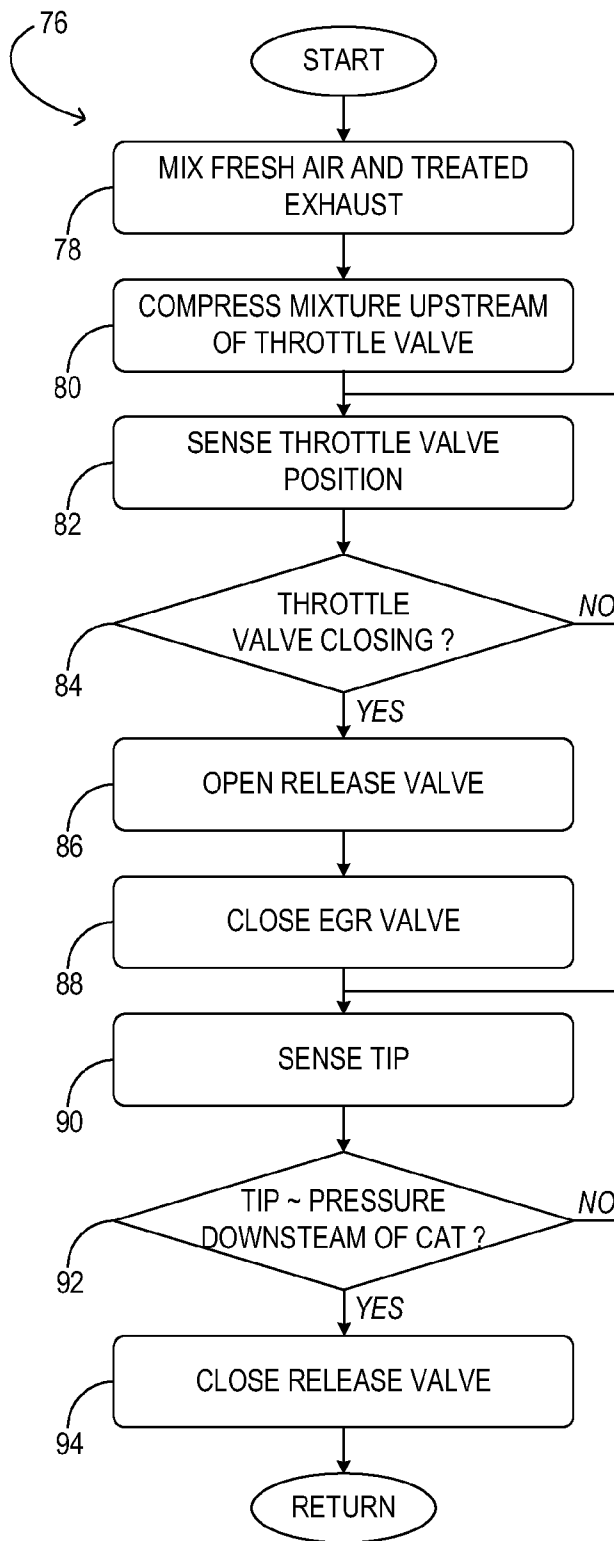 76
START
MIX FRESH AIR AND TREATED
EXHAUST
78
COMPRESS MIXTURE UPSTREAM
OF THROTTLE VALVE
80
SENSE THROTTLE VALVE
POSITION
82
THROTTLE
VALVE CLOSING ?
NO
84
YES
OPEN RELEASE VALVE
86
CLOSE EGR VALVE
88
SENSE TIP
90
TIP ~ PRESSURE
DOWNSTEAM OF CAT ?
NO
92
YES
CLOSE RELEASE VALVE
94
RETURN